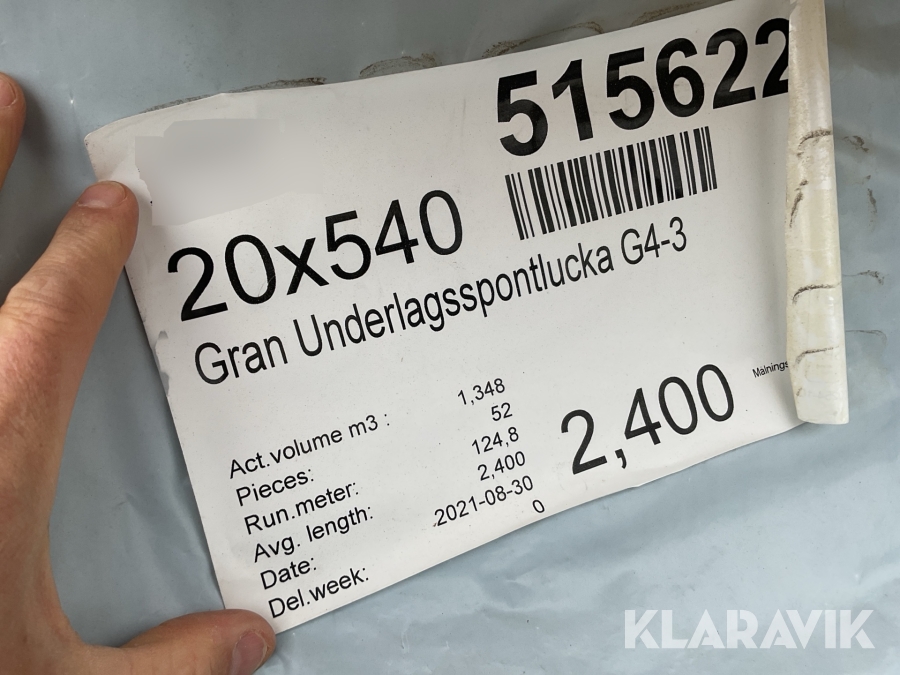 515622
20x540
Gran Underlagsspontlucka G4-3
Act.volume m3 : 1,348
Pieces: 52
Run.meter: 124,8
Avg. length: 2,400
Date: 2021-08-30
Del.week: 0
2,400
Malnings
KLARAVIK